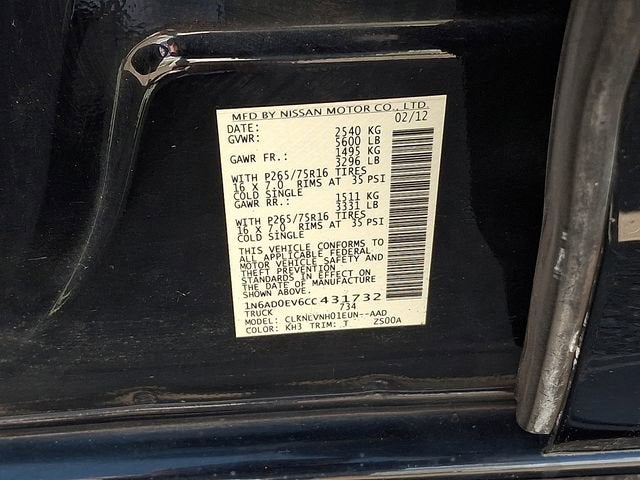 MFD BY NISSAN MOTOR CO., LTD.
DATE: 02/12
GVWR: 2540 KG
5600 LB
GAWR FR.: 1495 KG
3296 LB
WITH P265/75R16 TIRES
16 X 7.0 RIMS AT 35 PSI
COLD SINGLE
GAWR RR.: 1511 KG
3331 LB
WITH P265/75R16 TIRES
16 X 7.0 RIMS AT 35 PSI
COLD SINGLE
THIS VEHICLE CONFORMS TO
ALL APPLICABLE FEDERAL
MOTOR VEHICLE SAFETY AND
THEFT PREVENTION
STANDARDS IN EFFECT ON
THE DATE OF MANUFACTURE
SHOWN ABOVE.
1N6AD0EV6CC431732
TRUCK 734
MODEL: CLKNEVNH01EUN--AAD
COLOR: KH3 TRIM: T ZS00A